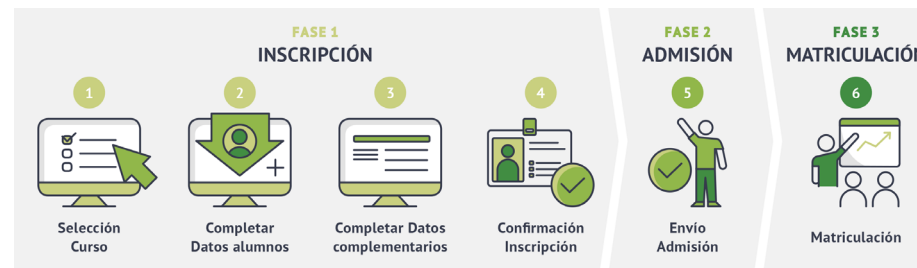 FASE 1
INSCRIPCIÓN
1
2
3
4
Selección
Curso
Completar
Datos alumnos
Completar Datos
complementarios
Confirmación
Inscripción
FASE 2
ADMISIÓN
5
Envío
Admisión
FASE 3
MATRICULACIÓN
6
Matriculación